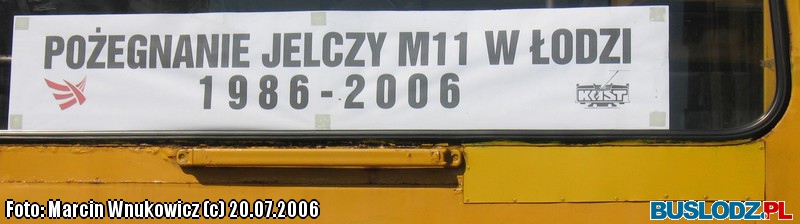 POŻEGNANIE JELCZY M11 W ŁODZI
1986-2006
KMST
Foto: Marcin Wnukowicz (c) 20.07.2006
BUSLODZ.PL